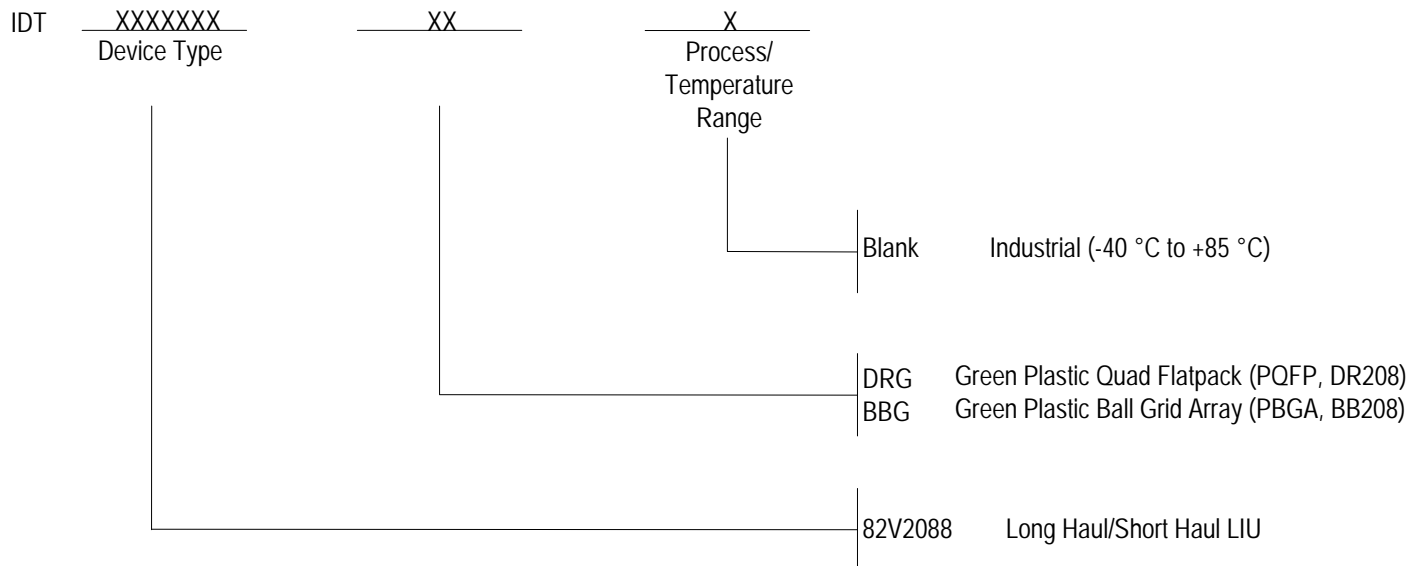 IDT XXXXXXX XX X
Device Type
Process/
Temperature
Range
Blank Industrial (-40 °C to +85 °C)
DRG Green Plastic Quad Flatpack (PQFP, DR208)
BBG Green Plastic Ball Grid Array (PBGA, BB208)
82V2088 Long Haul/Short Haul LIU